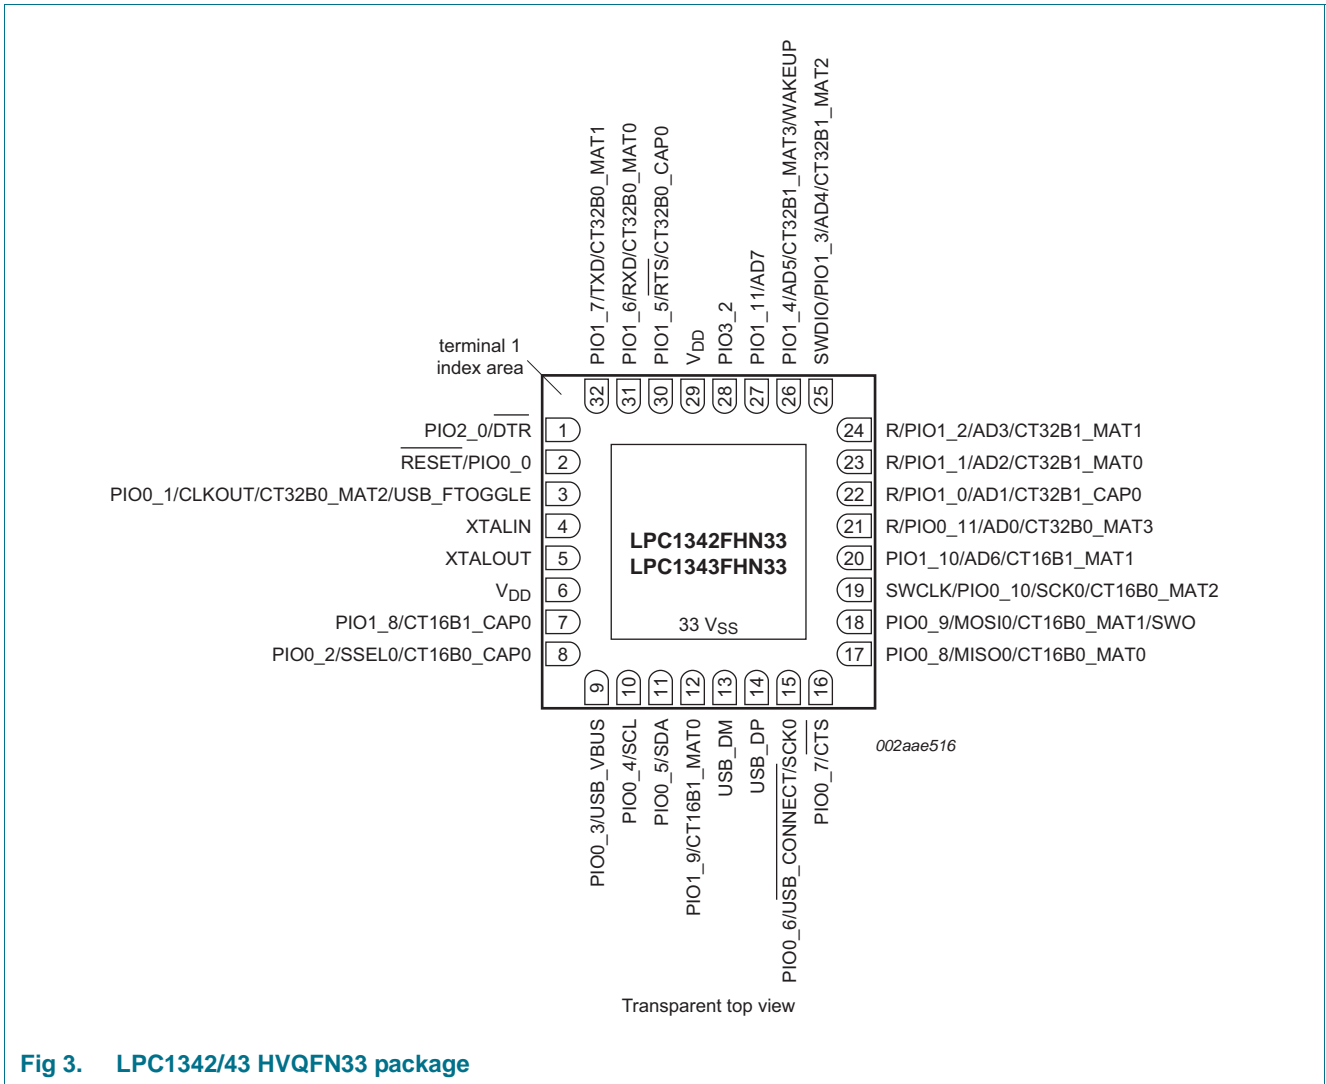 PIO1_7/TXD/CT32B0_MAT1
PIO1_6/RXD/CT32B0_MAT0
PIO1_5/RTS/CT32B0_CAP0
VDD
PIO3_2
PIO1_11/AD7
PIO1_4/AD5/CT32B1_MAT3/WAKEUP
SWDIO/PIO1_3/AD4/CT32B1_MAT2
terminal 1
index area
32 31 30 29 28 27 26 25
PIO2_0/DTR 1
RESET/PIO0_0 2
PIO0_1/CLKOUT/CT32B0_MAT2/USB_FTOGGLE 3
XTALIN 4
XTALOUT 5
VDD 6
PIO1_8/CT16B1_CAP0 7
PIO0_2/SSEL0/CT16B0_CAP0 8
LPC1342FHN33
LPC1343FHN33
33 VSS
24 R/PIO1_2/AD3/CT32B1_MAT1
23 R/PIO1_1/AD2/CT32B1_MAT0
22 R/PIO1_0/AD1/CT32B1_CAP0
21 R/PIO0_11/AD0/CT32B0_MAT3
20 PIO1_10/AD6/CT16B1_MAT1
19 SWCLK/PIO0_10/SCK0/CT16B0_MAT2
18 PIO0_9/MOSI0/CT16B0_MAT1/SWO
17 PIO0_8/MISO0/CT16B0_MAT0
9 10 11 12 13 14 15 16
PIO0_3/USB_VBUS
PIO0_4/SCL
PIO0_5/SDA
PIO1_9/CT16B1_MAT0
USB_DM
USB_DP
PIO0_6/USB_CONNECT/SCK0
PIO0_7/CTS
002aae516
Transparent top view
Fig 3. LPC1342/43 HVQFN33 package